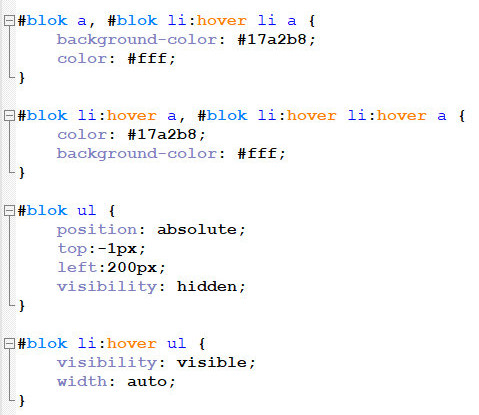 #blok a, #blok li:hover li a {
    background-color: #17a2b8;
    color: #fff;
}
#blok li:hover a, #blok li:hover li:hover a {
    color: #17a2b8;
    background-color: #fff;
}
#blok ul {
    position: absolute;
    top:-1px;
    left:200px;
    visibility: hidden;
}
#blok li:hover ul {
    visibility: visible;
    width: auto;
}